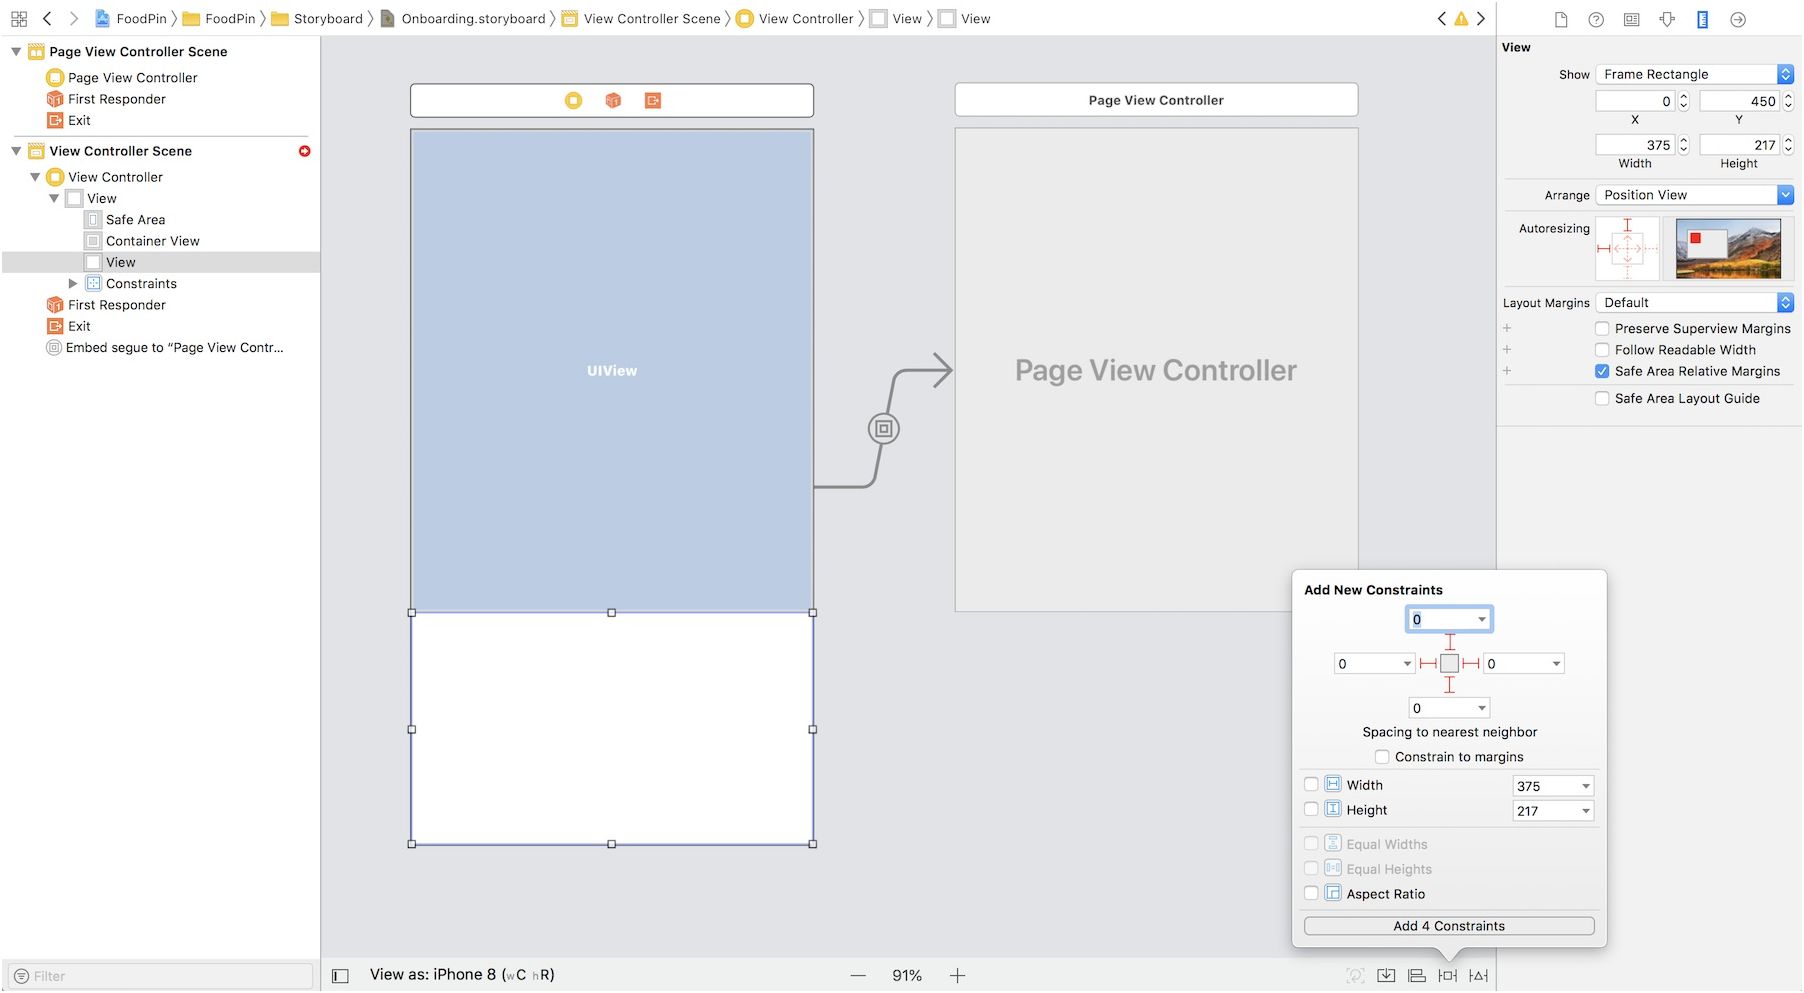 FoodPin FoodPin Storyboard Onboarding.storyboard View Controller Scene View Controller View View
Page View Controller Scene
Page View Controller
First Responder
Exit
View Controller Scene
View Controller
View
Safe Area
Container View
View
Constraints
First Responder
Exit
Embed segue to “Page View Contr...
Filter
UIView
Page View Controller
Page View Controller
View as: iPhone 8 (wC hR)
91%
Add New Constraints
0
0 0
0
Spacing to nearest neighbor
Constrain to margins
Width 375
Height 217
Equal Widths
Equal Heights
Aspect Ratio
Add 4 Constraints
View
Show Frame Rectangle
0 450
X Y
375 217
Width Height
Arrange Position View
Autoresizing
Layout Margins Default
Preserve Superview Margins
Follow Readable Width
Safe Area Relative Margins
Safe Area Layout Guide